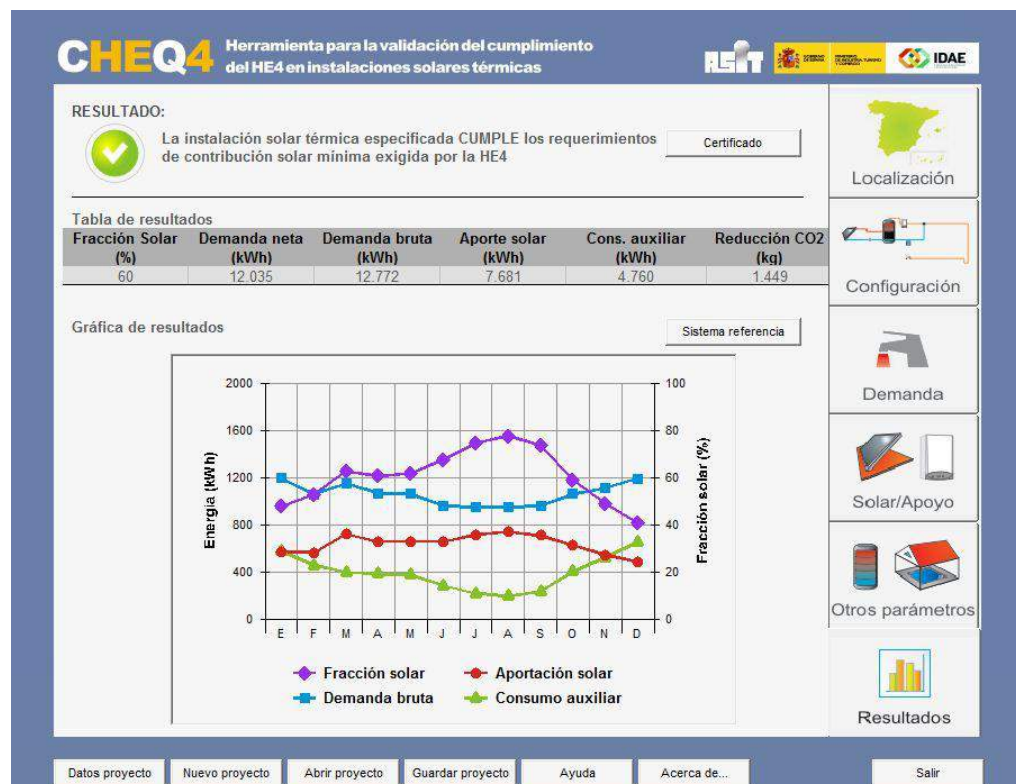 CHEQ4
Herramienta para la validación del cumplimiento
del HE4 en instalaciones solares térmicas
ASIT
IDAE
RESULTADO:
La instalación solar térmica especificada CUMPLE los requerimientos
de contribución solar mínima exigida por la HE4
Certificado
Localización
Tabla de resultados
Fracción Solar Demanda neta Demanda bruta Aporte solar Cons. auxiliar Reducción CO2
(%) (kWh) (kWh) (kWh) (kWh) (kg)
60 12.035 12.772 7.681 4.760 1.449
Configuración
Gráfica de resultados
Sistema referencia
Demanda
Solar/Apoyo
Otros parámetros
Resultados
Energía (kWh)
2000
1600
1200
800
400
0
100
80
60
40
20
0
Fracción solar (%)
E F M A M J J A S O N D
Fracción solar Aportación solar
Demanda bruta Consumo auxiliar
Datos proyecto Nuevo proyecto Abrir proyecto Guardar proyecto Ayuda Acerca de... Salir